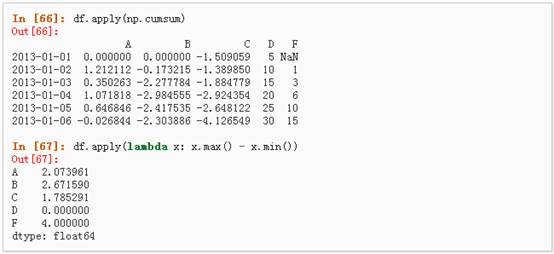 In [66]: df.apply(np.cumsum)
Out[66]:
A B C D F
2013-01-01 0.000000 0.000000 -1.509059 5 NaN
2013-01-02 1.212112 -0.173215 -1.389850 10 1
2013-01-03 0.350263 -2.277784 -1.884779 15 3
2013-01-04 1.071818 -2.984555 -2.924354 20 6
2013-01-05 0.646846 -2.417535 -2.648122 25 10
2013-01-06 -0.026844 -2.303886 -4.126549 30 15
In [67]: df.apply(lambda x: x.max() - x.min())
Out[67]:
A 2.073961
B 2.671590
C 1.785291
D 0.000000
F 4.000000
dtype: float64